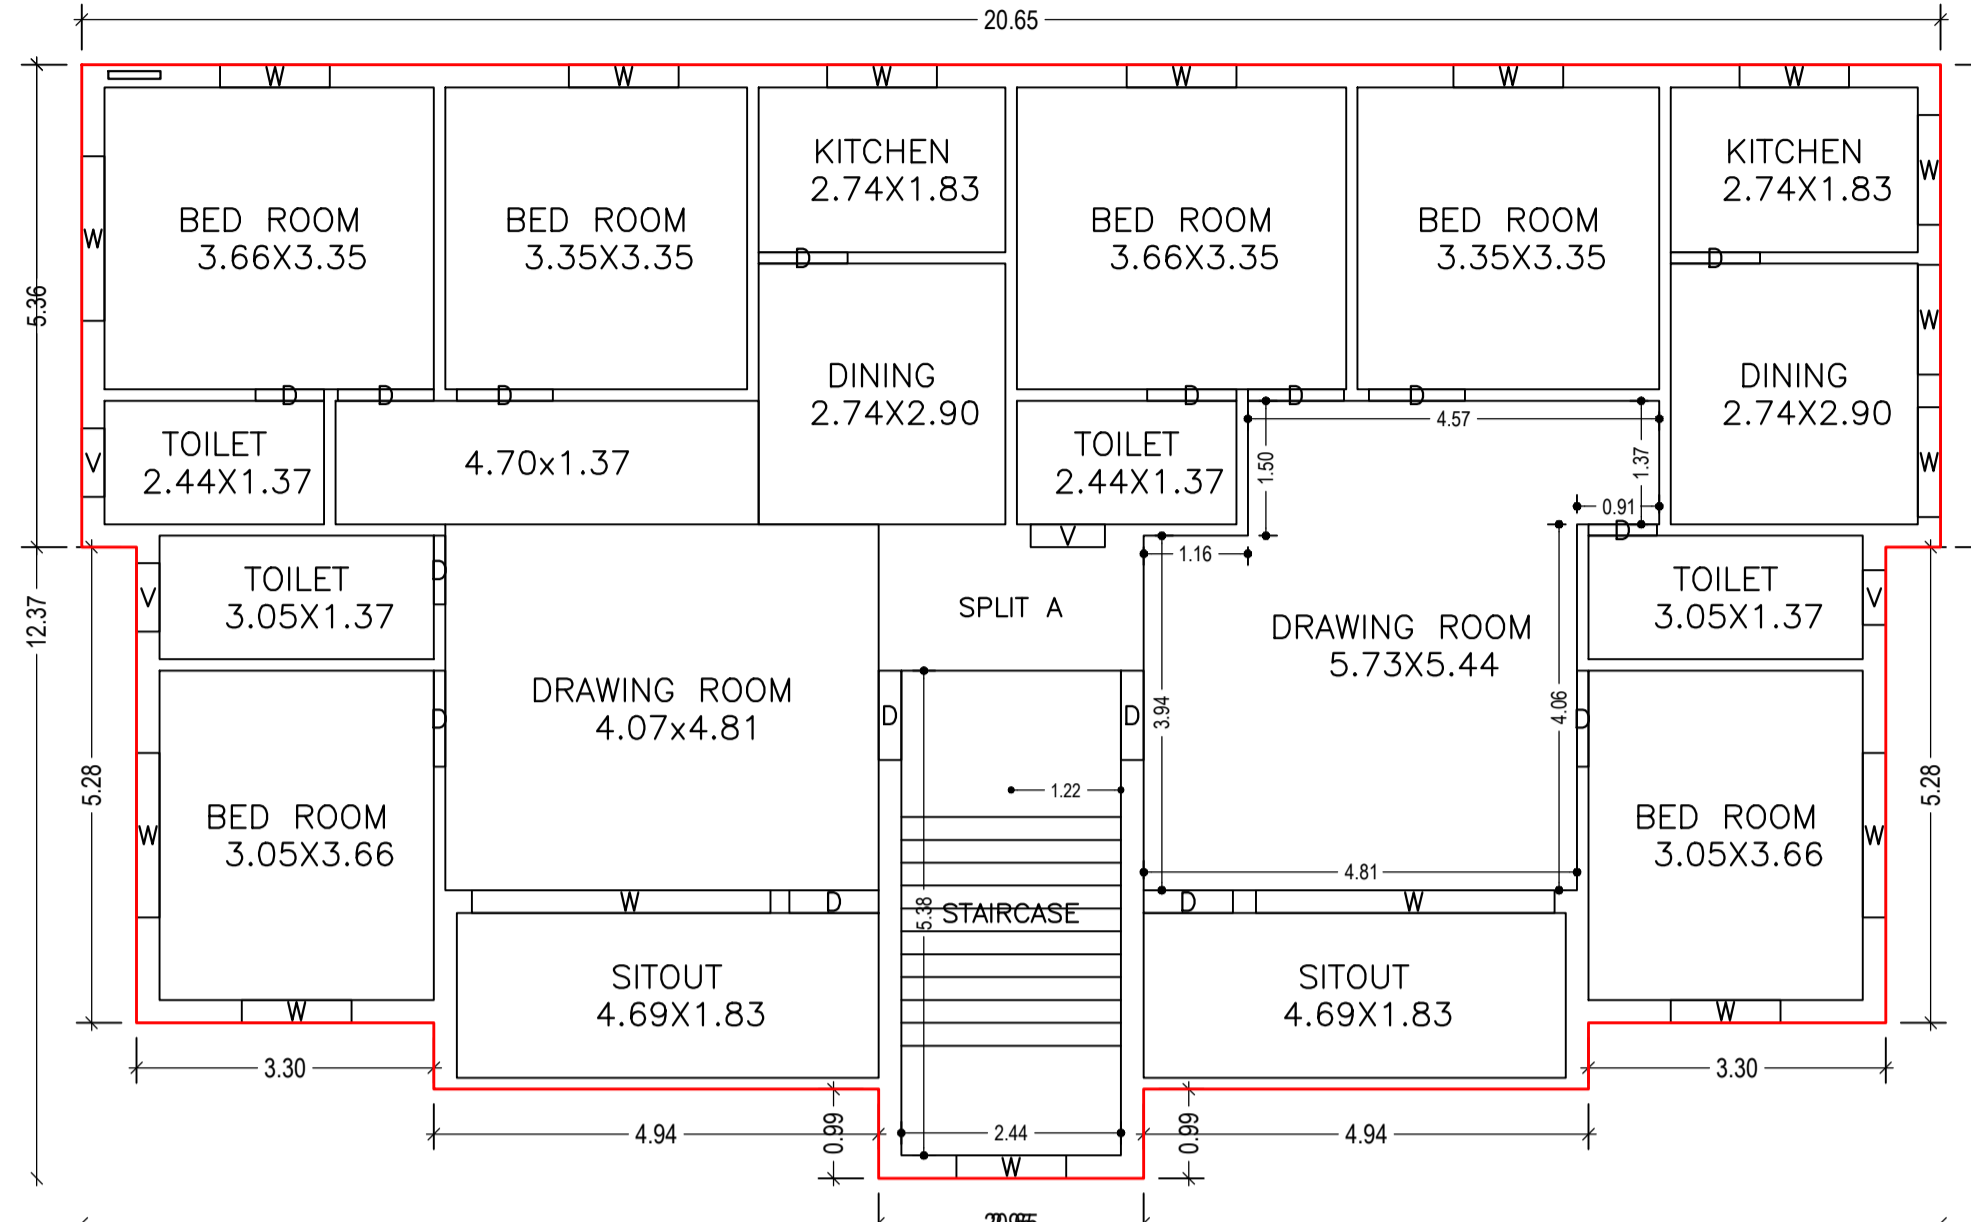 20.65
W W W W W W
KITCHEN
2.74X1.83
KITCHEN
2.74X1.83
W
BED ROOM
3.66X3.35
BED ROOM
3.35X3.35
BED ROOM
3.66X3.35
BED ROOM
3.35X3.35
W
D
D
5.36
W
DINING
2.74X2.90
DINING
2.74X2.90
D D D D D D
4.57
TOILET
2.44X1.37
4.70x1.37
TOILET
2.44X1.37
1.50
1.37
V
W
0.91
V
D
1.16
TOILET
3.05X1.37
D
V
SPLIT A
TOILET
3.05X1.37
V
12.37
DRAWING ROOM
5.73X5.44
DRAWING ROOM
4.07x4.81
D
D
D
3.94
4.06
D
5.28
1.22
5.28
BED ROOM
3.05X3.66
W
BED ROOM
3.05X3.66
W
4.81
W D
5.38
STAIRCASE
D W
SITOUT
4.69X1.83
SITOUT
4.69X1.83
W
W
3.30
3.30
4.94
0.99
2.44
0.99
4.94
W